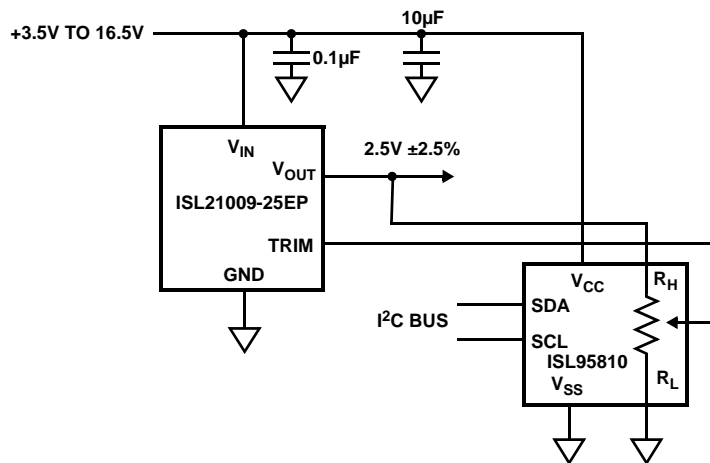 +3.5V TO 16.5V
10µF
0.1µF
VIN
VOUT
2.5V ±2.5%
ISL21009-25EP
TRIM
GND
VCC
RH
SDA
I²C BUS
SCL
ISL95810
VSS
RL